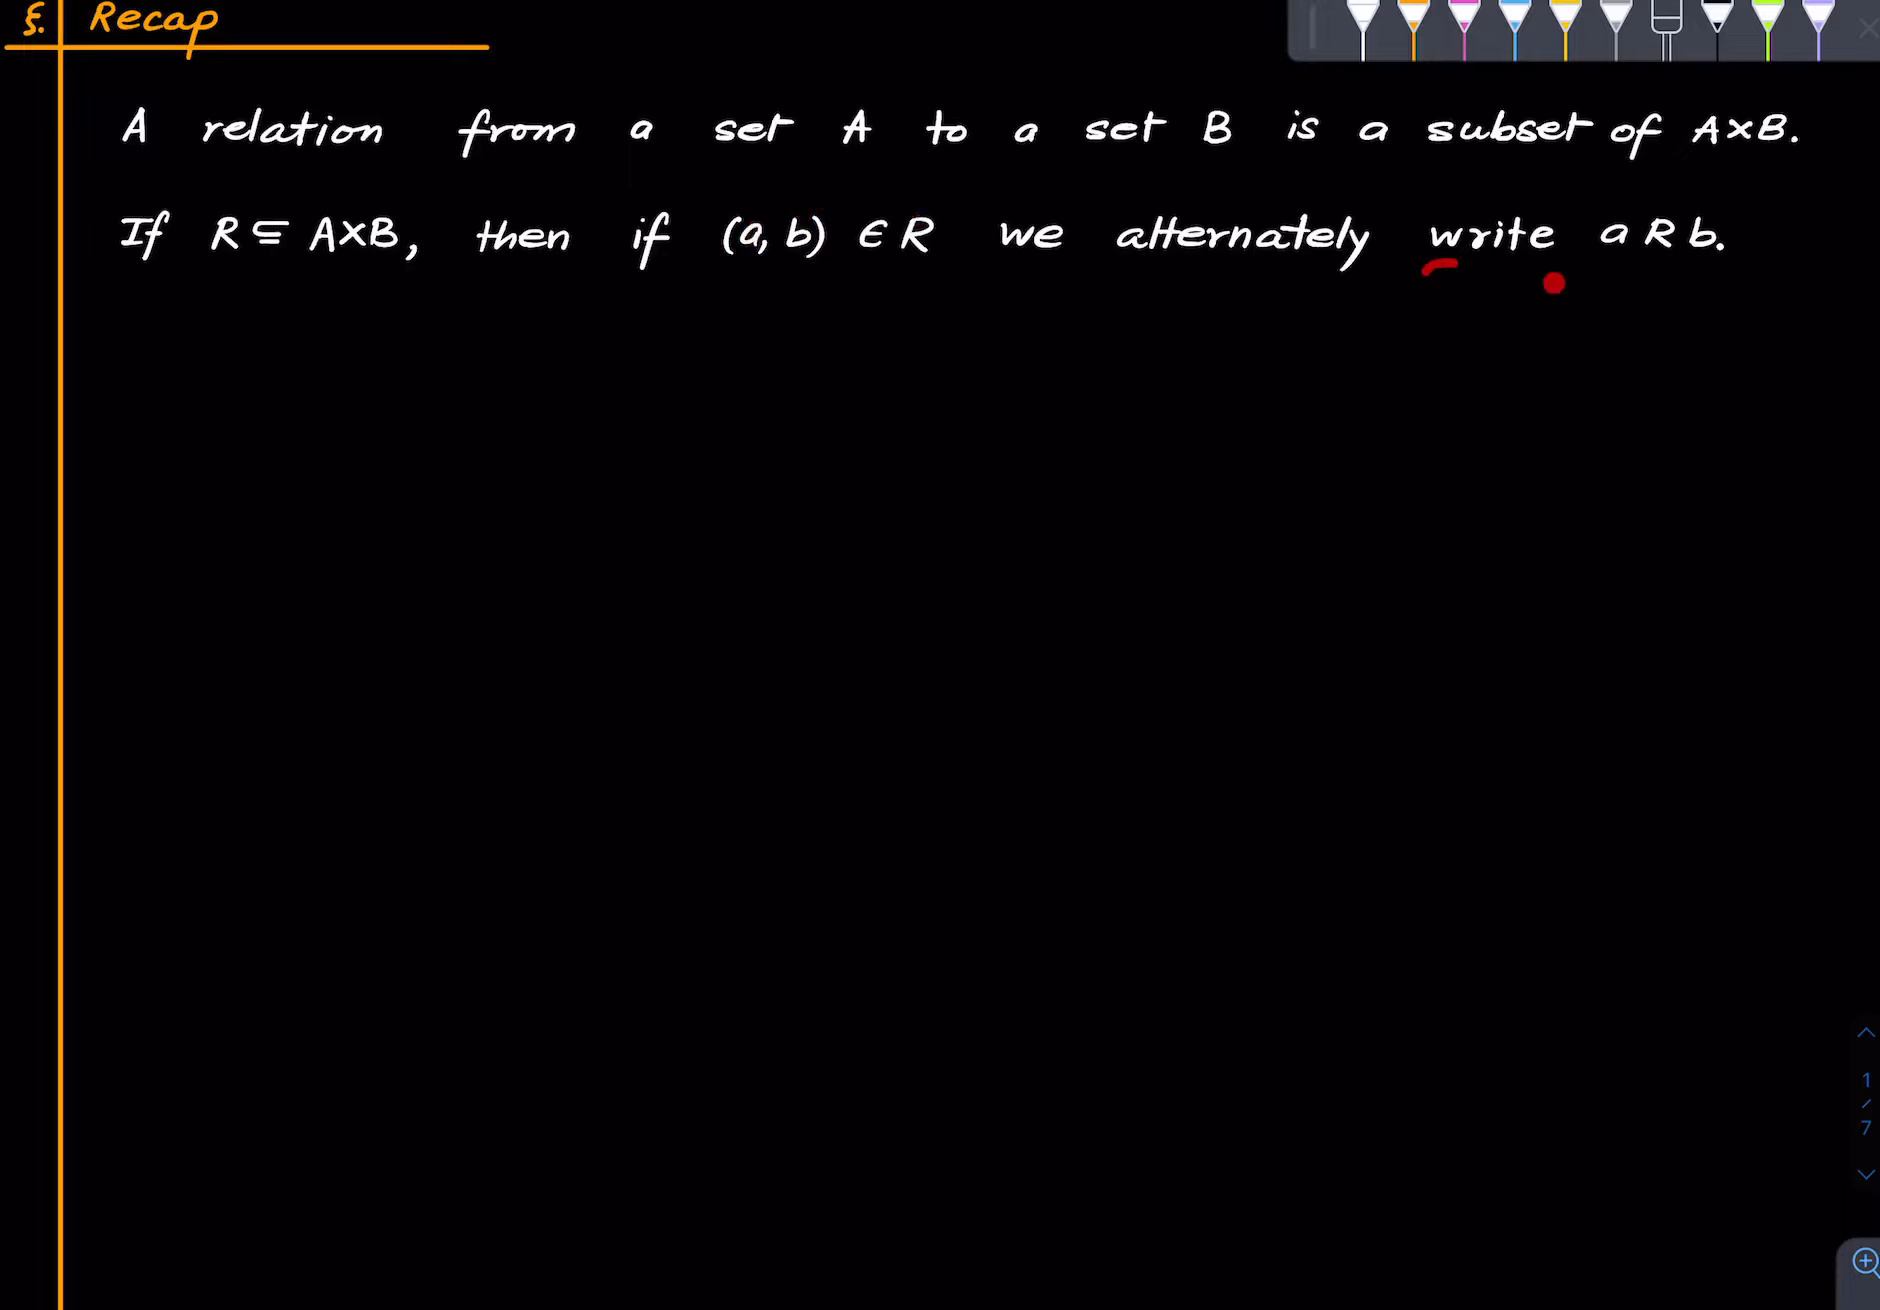 §. Recap
A relation from a set A to a set B is a subset of A×B.
If R ⊆ A×B, then if (a, b) ∈ R we alternately write a R b.
1
/
7